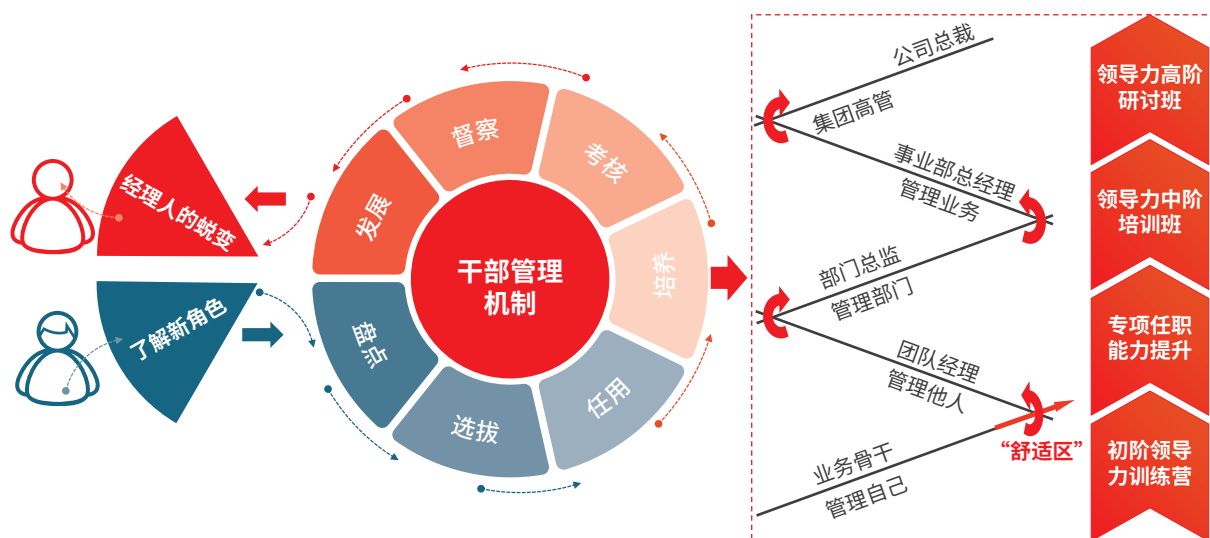 经理人的蜕变
了解新角色
督察
考核
发展
培养
盘点
选拔
任用
干部管理
机制
公司总裁
集团高管
事业部总经理
管理业务
部门总监
管理部门
团队经理
管理他人
“舒适区”
业务骨干
管理自己
领导力高阶
研讨班
领导力中阶
培训班
专项任职
能力提升
初阶领导
力训练营